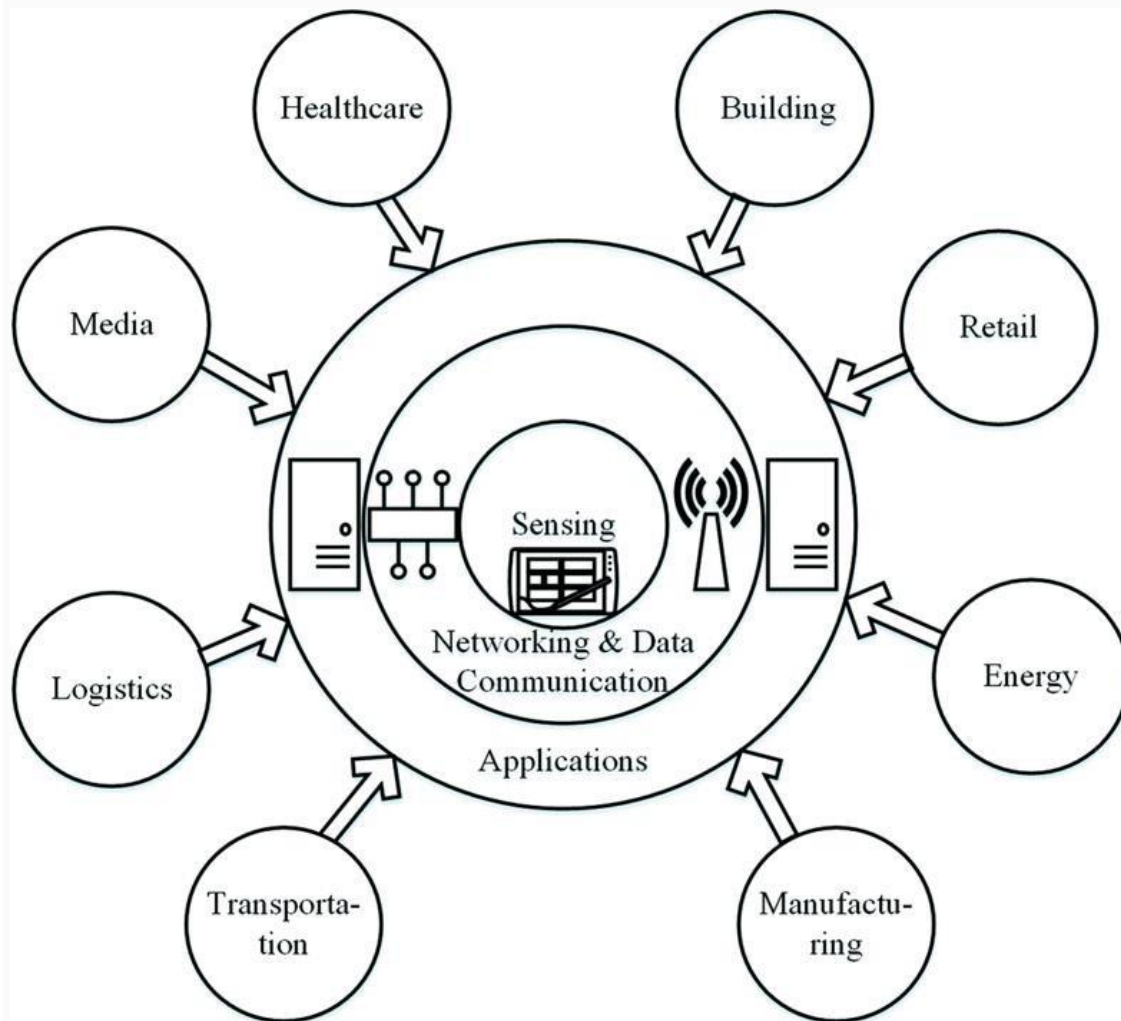 Healthcare
Building
Media
Retail
Sensing
Networking & Data
Communication
Logistics
Energy
Applications
Transporta-
tion
Manufactu-
ring